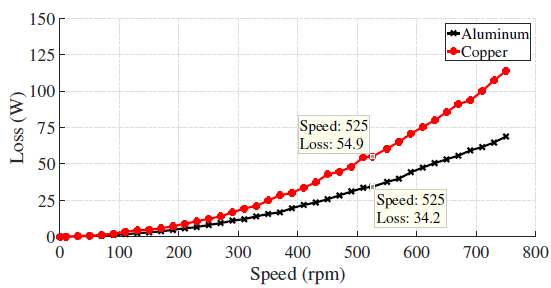 150
125
100
75
50
25
0
Loss (W)
Aluminum
Copper
Speed: 525
Loss: 54.9
Speed: 525
Loss: 34.2
0 100 200 300 400 500 600 700 800
Speed (rpm)